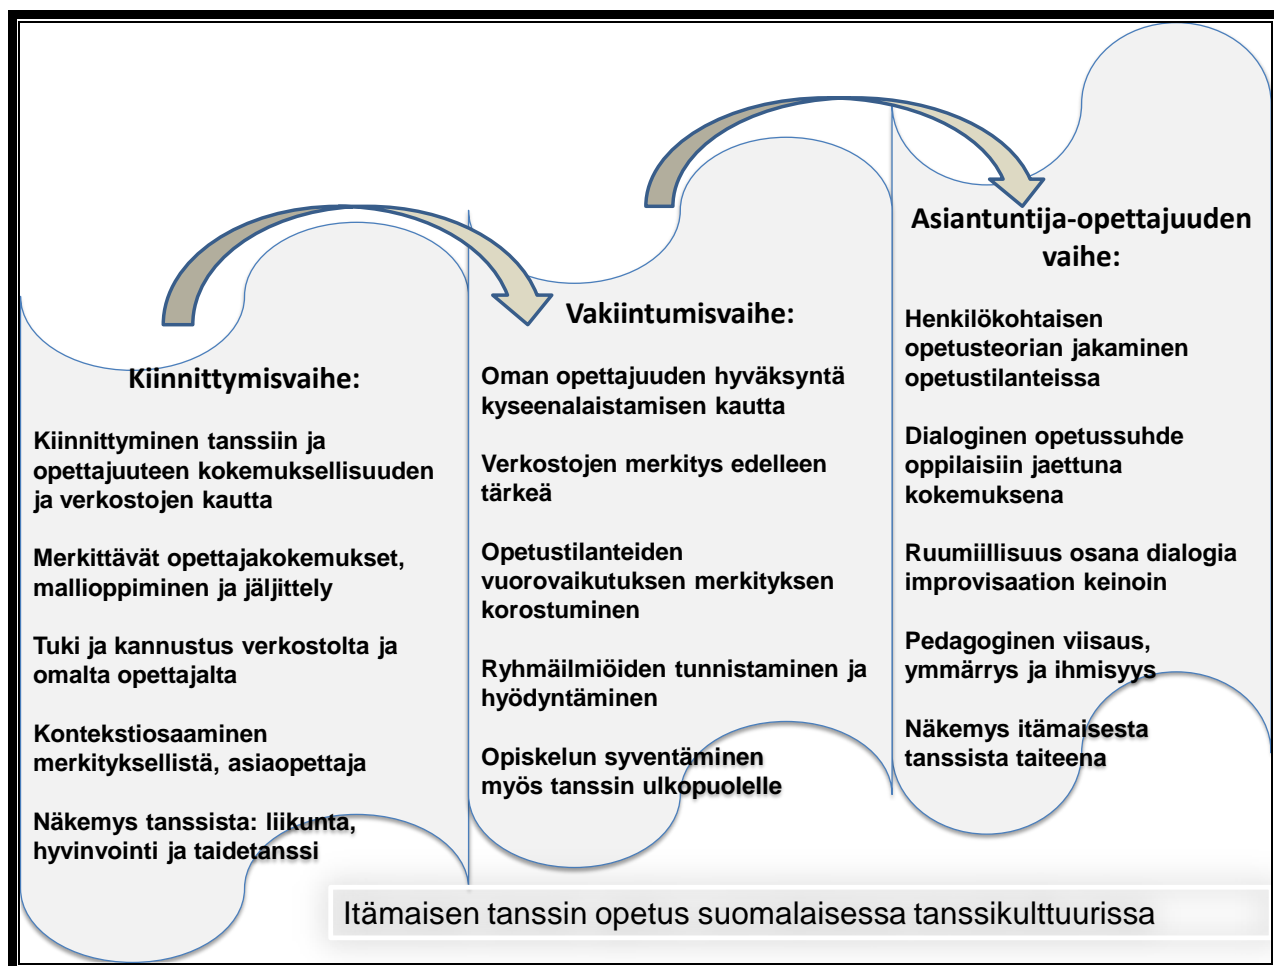 Kiinnittymisvaihe:
Kiinnittyminen tanssiin ja
opettajuuteen kokemuksellisuuden
ja verkostojen kautta
Merkittävät opettajakokemukset,
mallioppiminen ja jäljittely
Tuki ja kannustus verkostolta ja
omalta opettajalta
Kontekstiosaaminen
merkityksellistä, asiaopettaja
Näkemys tanssista: liikunta,
hyvinvointi ja taidetanssi
Vakiintumisvaihe:
Oman opettajuuden hyväksyntä
kyseenalaistamisen kautta
Verkostojen merkitys edelleen
tärkeä
Opetustilanteiden
vuorovaikutuksen merkityksen
korostuminen
Ryhmäilmiöiden tunnistaminen ja
hyödyntäminen
Opiskelun syventäminen
myös tanssin ulkopuolelle
Asiantuntija-opettajuuden
vaihe:
Henkilökohtaisen
opetusteorian jakaminen
opetustilanteissa
Dialoginen opetussuhde
oppilaisiin jaettuna
kokemuksena
Ruumiillisuus osana dialogia
improvisaation keinoin
Pedagoginen viisaus,
ymmärrys ja ihmisyys
Näkemys itämaisesta
tanssista taiteena
Itämaisen tanssin opetus suomalaisessa tanssikulttuurissa